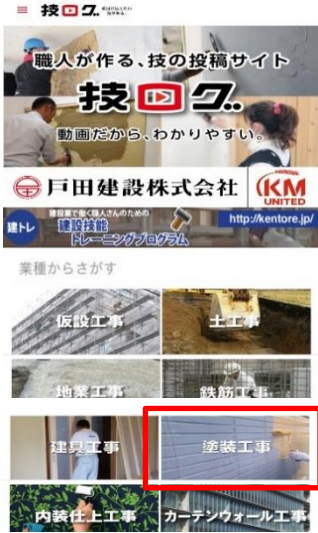 技ログ
職人が作る、技の投稿サイト
技ログ
動画だから、わかりやすい。
戸田建設株式会社
KM
UNITED
建トレ
建設業で働く職人さんのための
建設技能
トレーニングプログラム
http://kentore.jp/
業種からさがす
仮設工事
土工事
地業工事
鉄筋工事
建具工事
塗装工事
内装仕上工事
カーテンウォール工事